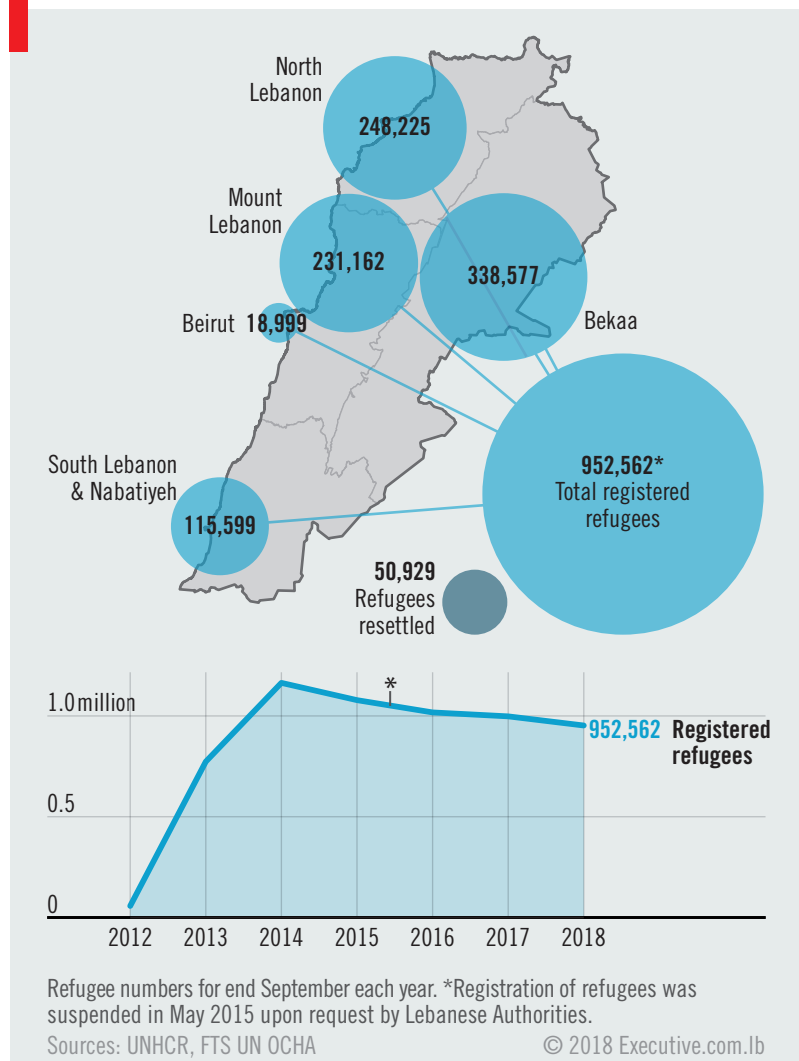 North
Lebanon
248,225
Mount
Lebanon
231,162
338,577
Beirut 18,999
Bekaa
South Lebanon
& Nabatiyeh
115,599
952,562*
Total registered
refugees
50,929
Refugees
resettled
*
1.0 million
952,562 Registered
refugees
0.5
0
2012 2013 2014 2015 2016 2017 2018
Refugee numbers for end September each year. *Registration of refugees was
suspended in May 2015 upon request by Lebanese Authorities.
Sources: UNHCR, FTS UN OCHA © 2018 Executive.com.lb